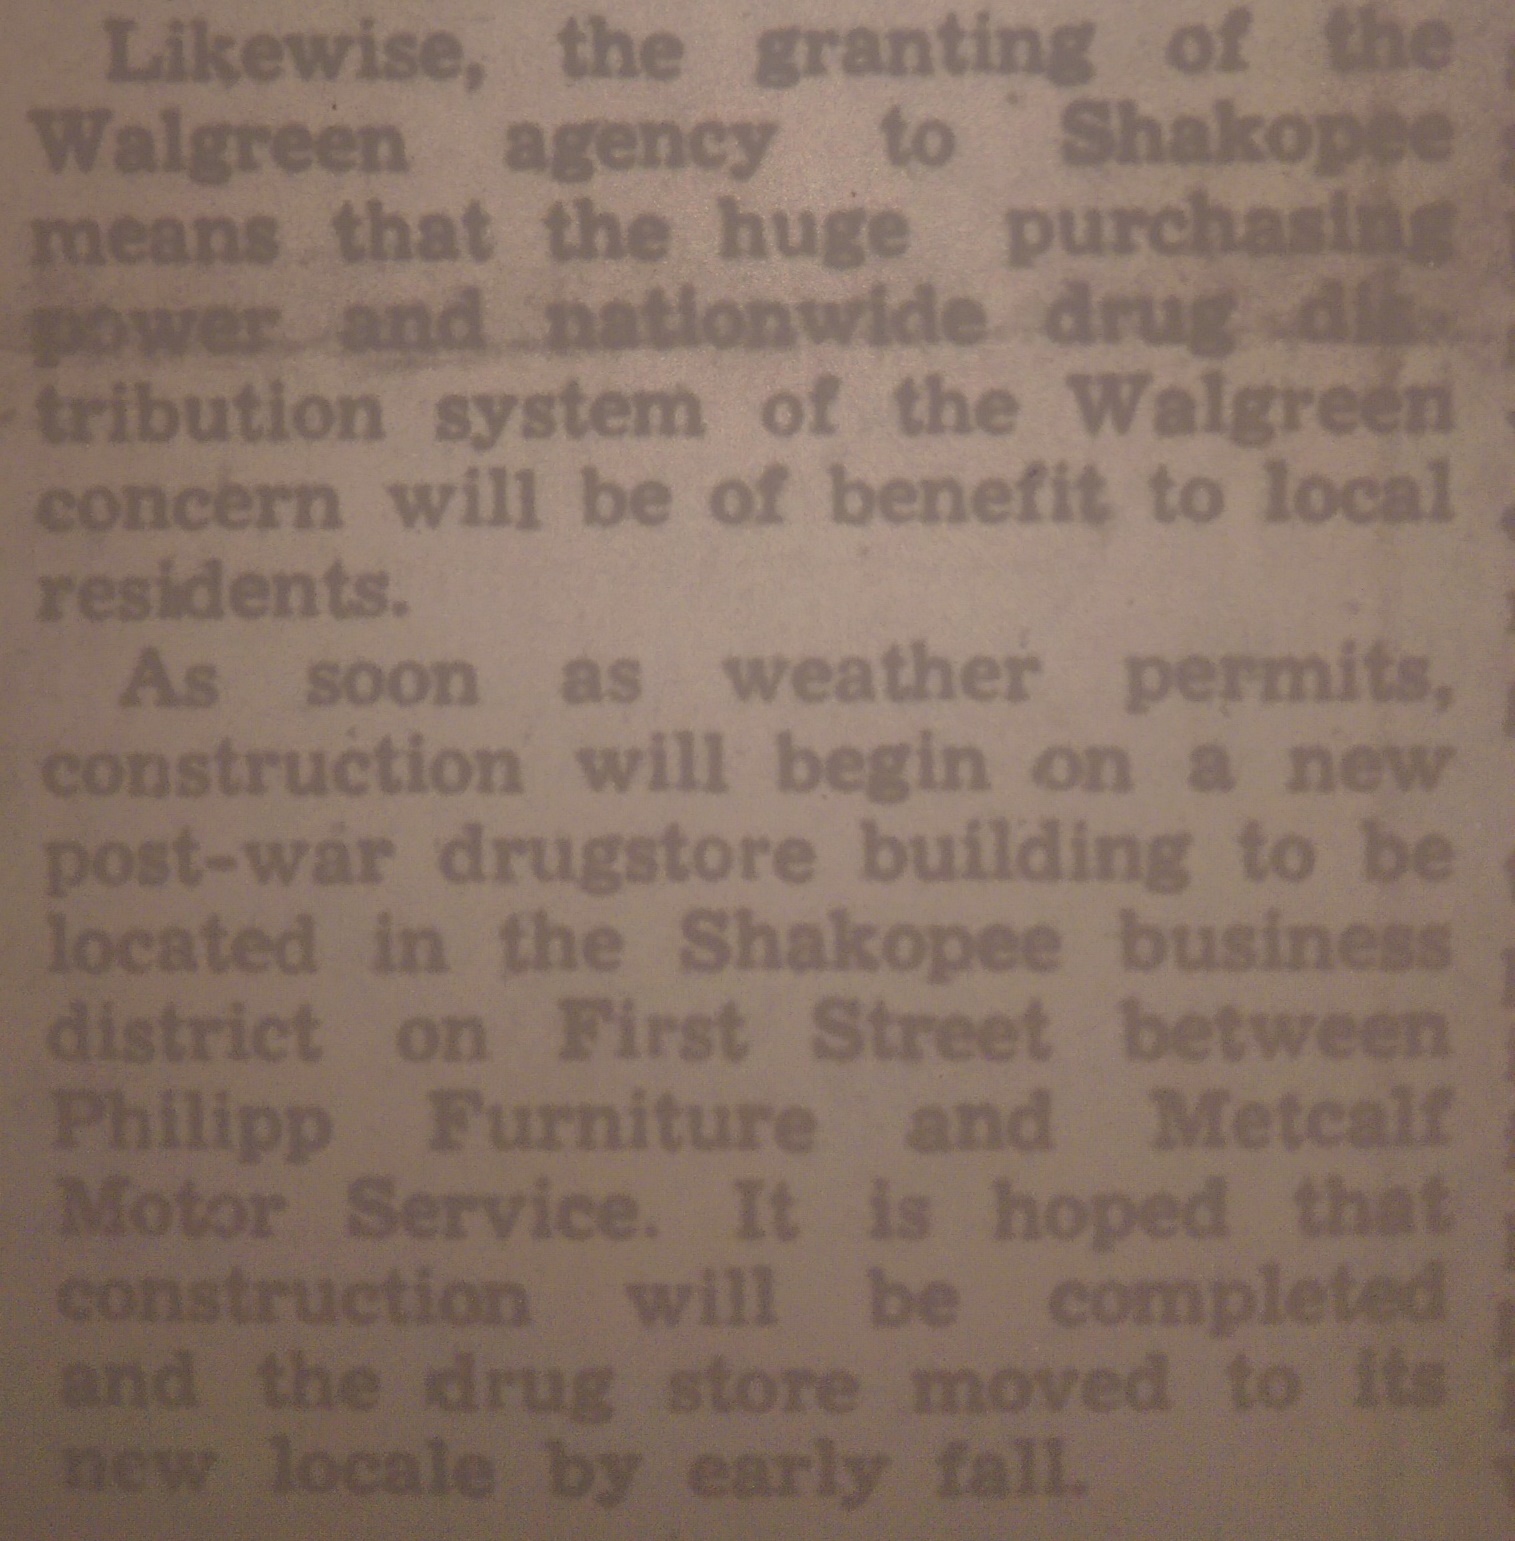 Likewise, the granting of the
Walgreen agency to Shakopee
means that the huge purchasing
power and nationwide drug dis-
tribution system of the Walgreen
concern will be of benefit to local
residents.
As soon as weather permits,
construction will begin on a new
post-war drugstore building to be
located in the Shakopee business
district on First Street between
Philipp Furniture and Metcalf
Motor Service. It is hoped that
construction will be completed
and the drug store moved to its
new locale by early fall.